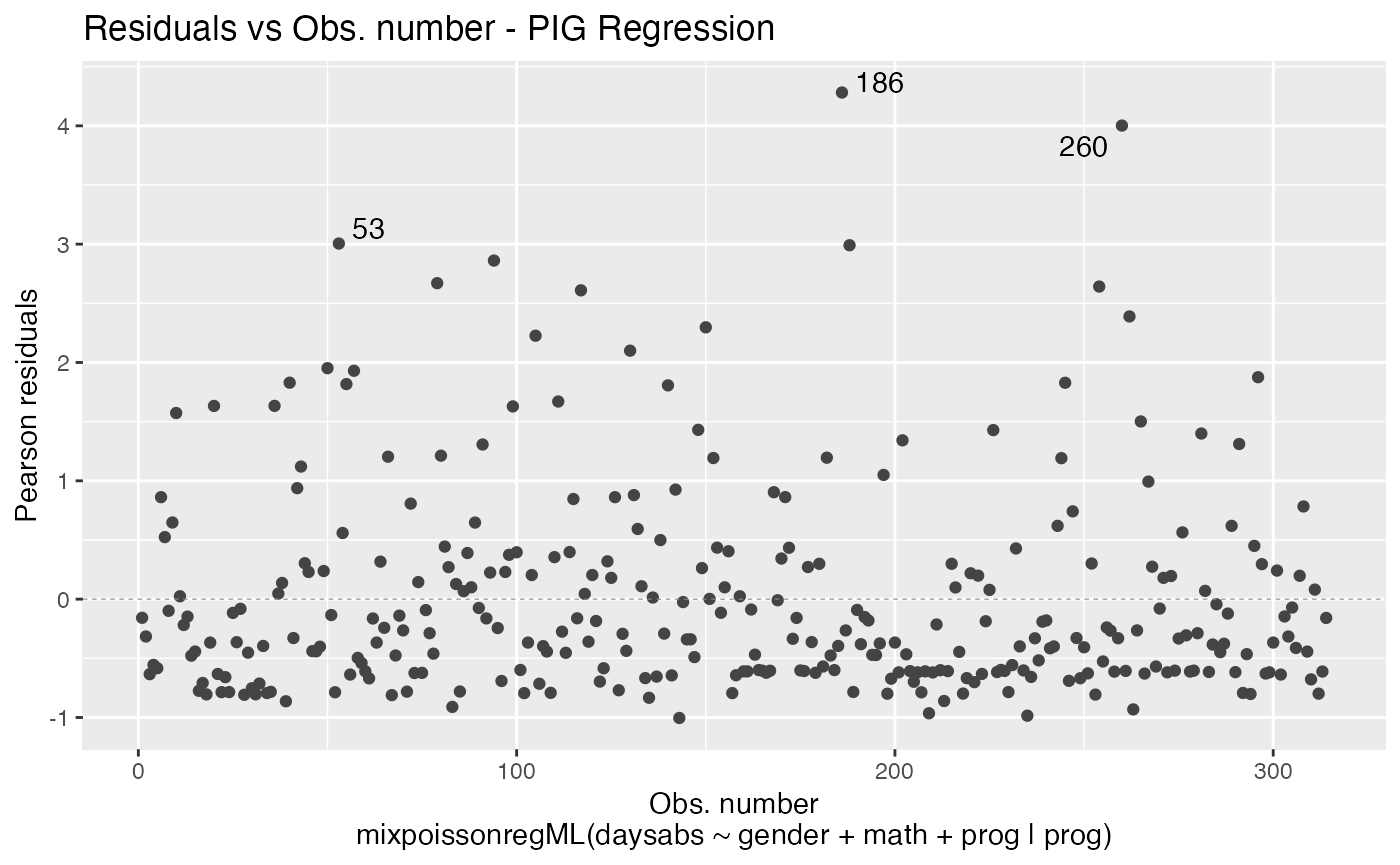 Residuals vs Obs. number - PIG Regression
186
260
53
4
3
2
1
0
-1
Pearson residuals
0 100 200 300
Obs. number
mixpoissonregML(daysabs ~ gender + math + prog | prog)